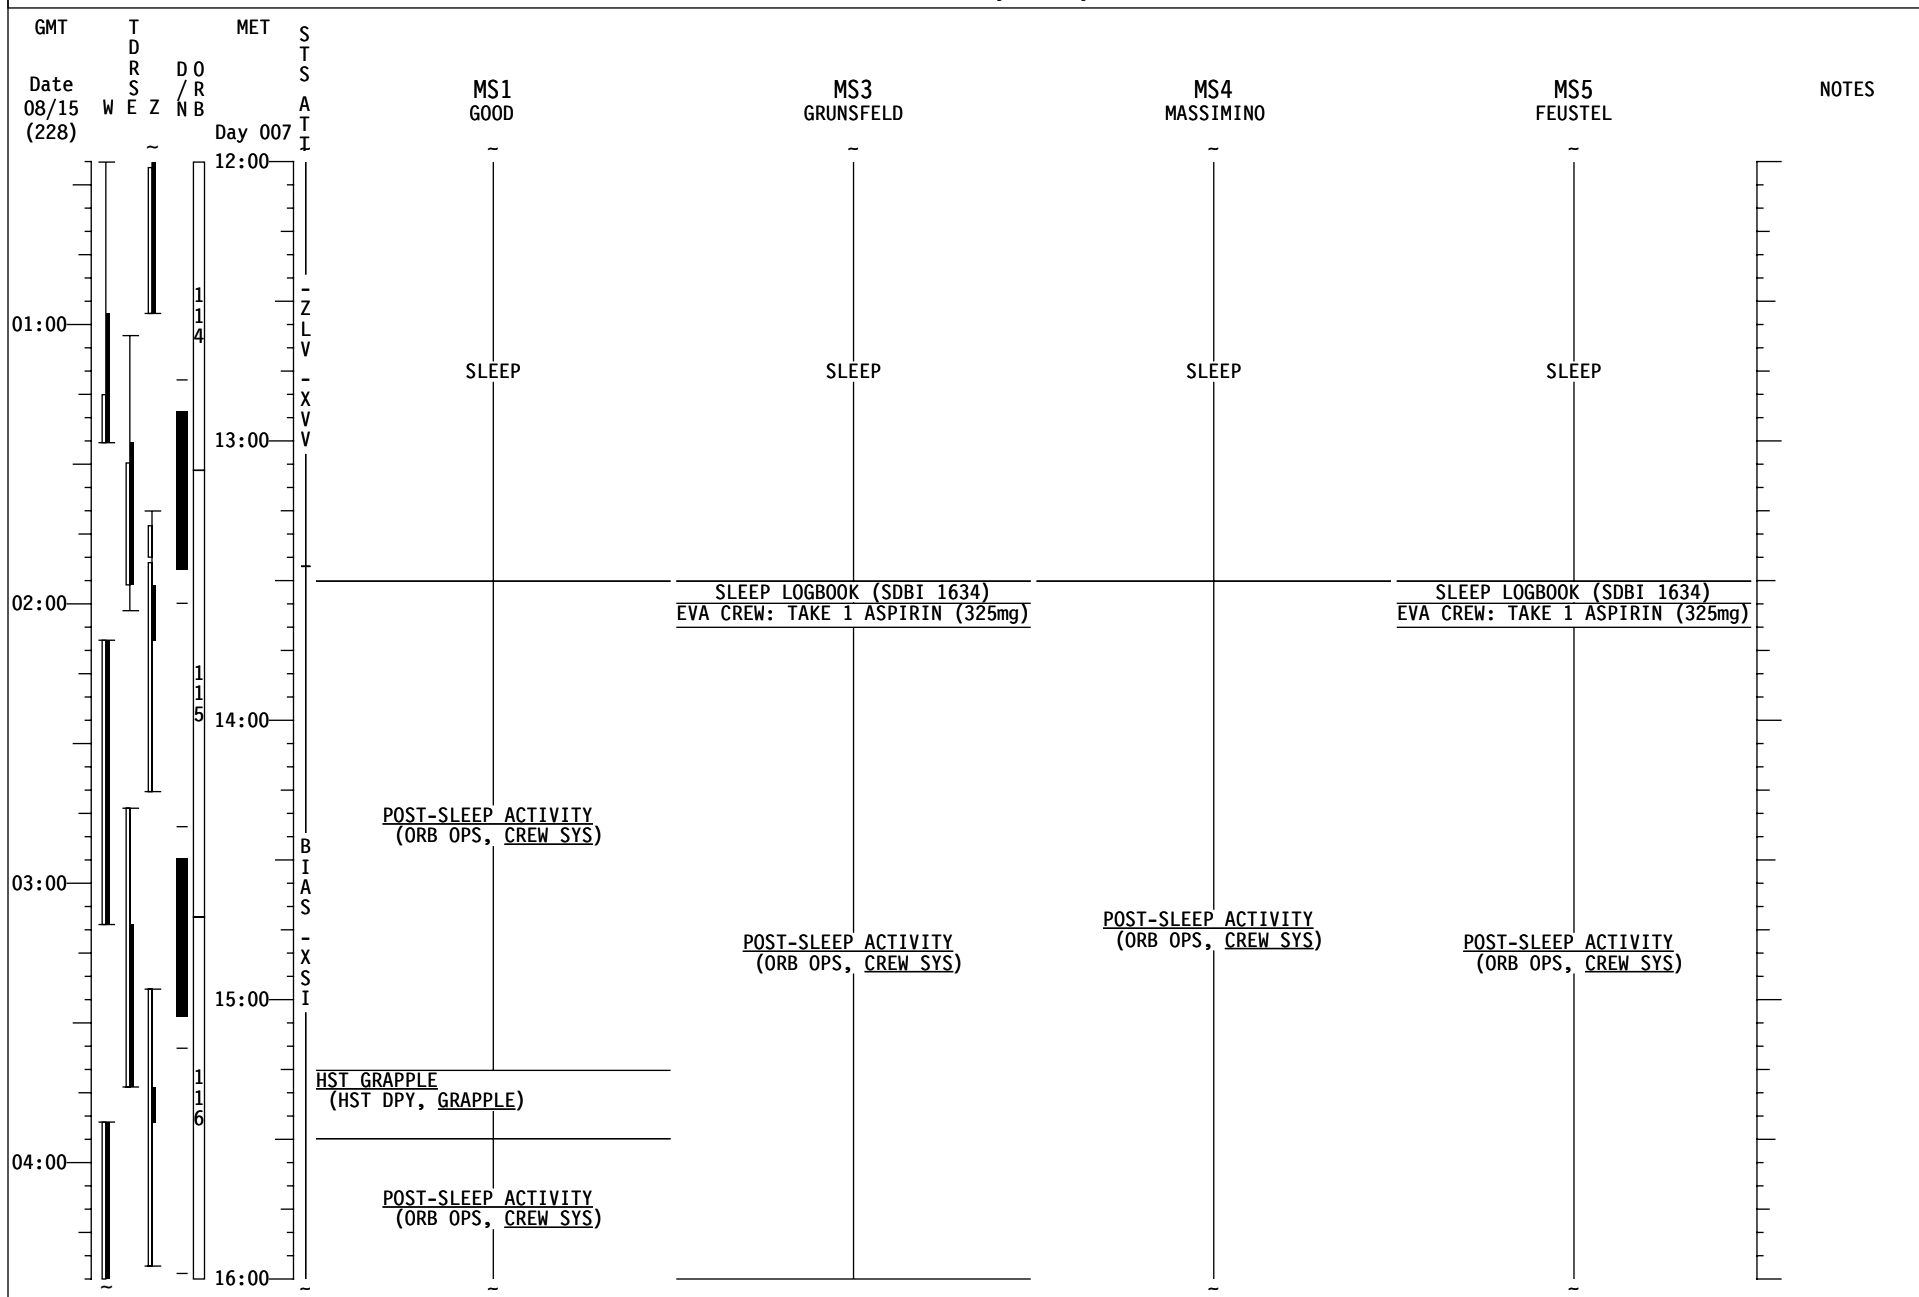 GMT
TDRS
MET
STS ATT
D/N
ORB
Date
08/15
(228)
W E Z
Day 007
MS1
GOOD
MS3
GRUNSFELD
MS4
MASSIMINO
MS5
FEUSTEL
NOTES
~ ~ ~ ~ ~
12:00
114
-ZLV -XVV
01:00
SLEEP
SLEEP
SLEEP
SLEEP
13:00
SLEEP LOGBOOK (SDBI 1634)
EVA CREW: TAKE 1 ASPIRIN (325mg)
SLEEP LOGBOOK (SDBI 1634)
EVA CREW: TAKE 1 ASPIRIN (325mg)
02:00
115
14:00
POST-SLEEP ACTIVITY
(ORB OPS, CREW SYS)
BIAS -XSI
03:00
POST-SLEEP ACTIVITY
(ORB OPS, CREW SYS)
POST-SLEEP ACTIVITY
(ORB OPS, CREW SYS)
POST-SLEEP ACTIVITY
(ORB OPS, CREW SYS)
15:00
HST GRAPPLE
(HST DPY, GRAPPLE)
116
04:00
POST-SLEEP ACTIVITY
(ORB OPS, CREW SYS)
16:00
~ ~ ~ ~ ~ ~